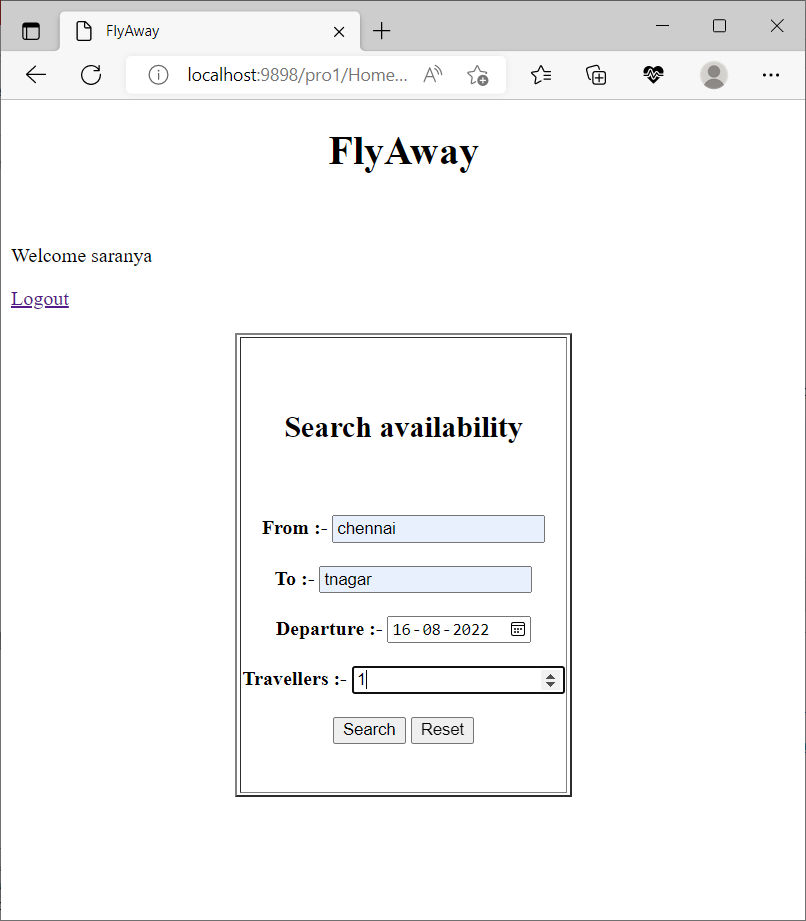 FlyAway
localhost:9898/pro1/Home...
FlyAway
Welcome saranya
Logout
Search availability
From :- chennai
To :- tnagar
Departure :- 16-08-2022
Travellers :- 1
Search Reset